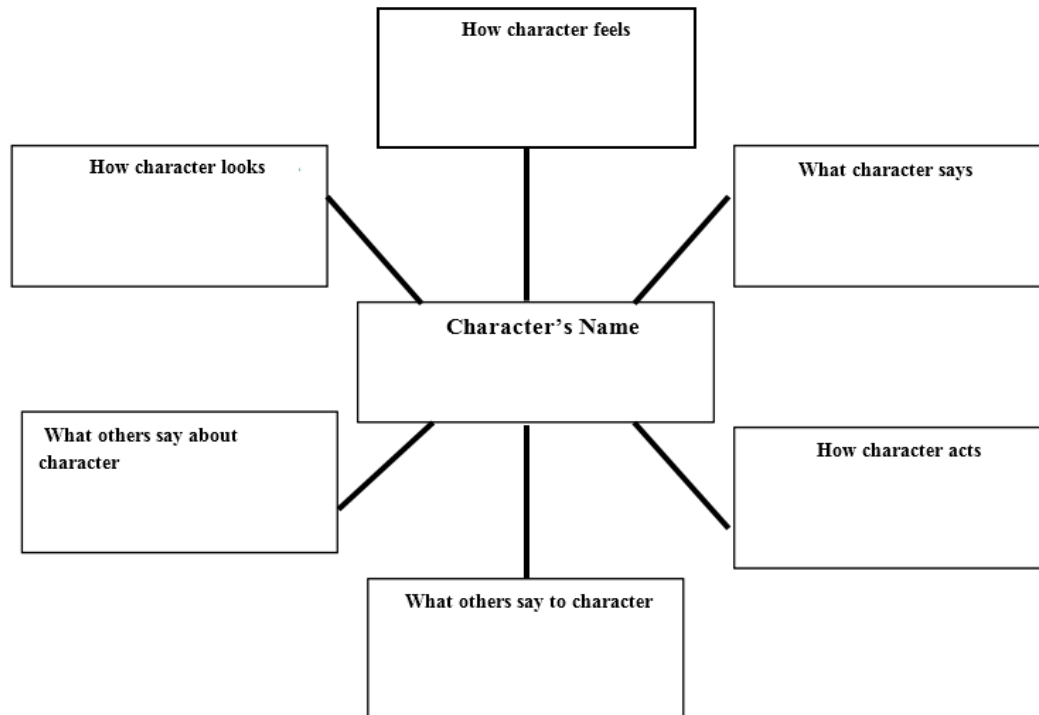 How character feels
How character looks
What character says
Character’s Name
What others say about
character
How character acts
What others say to character